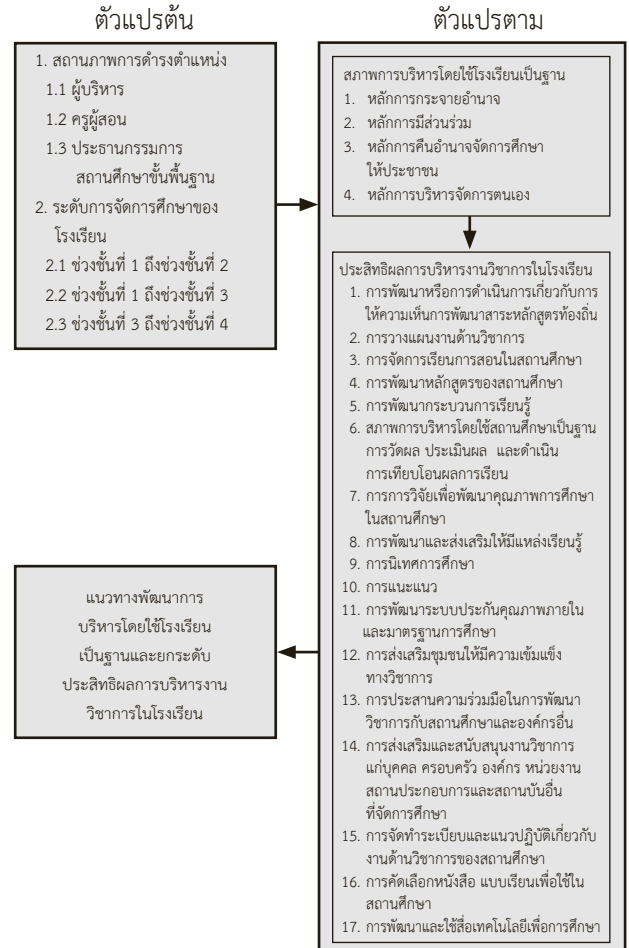 ตัวแปรต้น
1. สถานภาพการดำรงตำแหน่ง
1.1 ผู้บริหาร
1.2 ครูผู้สอน
1.3 ประธานกรรมการ
สถานศึกษาขั้นพื้นฐาน
2. ระดับการจัดการศึกษาของ
โรงเรียน
2.1 ช่วงชั้นที่ 1 ถึงช่วงชั้นที่ 2
2.2 ช่วงชั้นที่ 1 ถึงช่วงชั้นที่ 3
2.3 ช่วงชั้นที่ 3 ถึงช่วงชั้นที่ 4
ตัวแปรตาม
สภาพการบริหารโดยใช้โรงเรียนเป็นฐาน
1. หลักการกระจายอำนาจ
2. หลักการมีส่วนร่วม
3. หลักการคืนอำนาจจัดการศึกษา
ให้ประชาชน
4. หลักการบริหารจัดการตนเอง
ประสิทธิผลการบริหารงานวิชาการในโรงเรียน
1. การพัฒนาหรือการดำเนินการเกี่ยวกับการ
ให้ความเห็นการพัฒนาสาระหลักสูตรท้องถิ่น
2. การวางแผนงานด้านวิชาการ
3. การจัดการเรียนการสอนในสถานศึกษา
4. การพัฒนาหลักสูตรของสถานศึกษา
5. การพัฒนากระบวนการเรียนรู้
6. สภาพการบริหารโดยใช้สถานศึกษาเป็นฐาน
การวัดผล ประเมินผล และดำเนิน
การเทียบโอนผลการเรียน
7. การการวิจัยเพื่อพัฒนาคุณภาพการศึกษา
ในสถานศึกษา
8. การพัฒนาและส่งเสริมให้มีแหล่งเรียนรู้
9. การนิเทศการศึกษา
10. การแนะแนว
11. การพัฒนาระบบประกันคุณภาพภายใน
และมาตรฐานการศึกษา
12. การส่งเสริมชุมชนให้มีความเข้มแข็ง
ทางวิชาการ
13. การประสานความร่วมมือในการพัฒนา
วิชาการกับสถานศึกษาและองค์กรอื่น
14. การส่งเสริมและสนับสนุนงานวิชาการ
แก่บุคคล ครอบครัว องค์กร หน่วยงาน
สถานประกอบการและสถาบันอื่น
ที่จัดการศึกษา
15. การจัดทำระเบียบและแนวปฏิบัติเกี่ยวกับ
งานด้านวิชาการของสถานศึกษา
16. การคัดเลือกหนังสือ แบบเรียนเพื่อใช้ใน
สถานศึกษา
17. การพัฒนาและใช้สื่อเทคโนโลยีเพื่อการศึกษา
แนวทางพัฒนาการ
บริหารโดยใช้โรงเรียน
เป็นฐานและยกระดับ
ประสิทธิผลการบริหารงาน
วิชาการในโรงเรียน